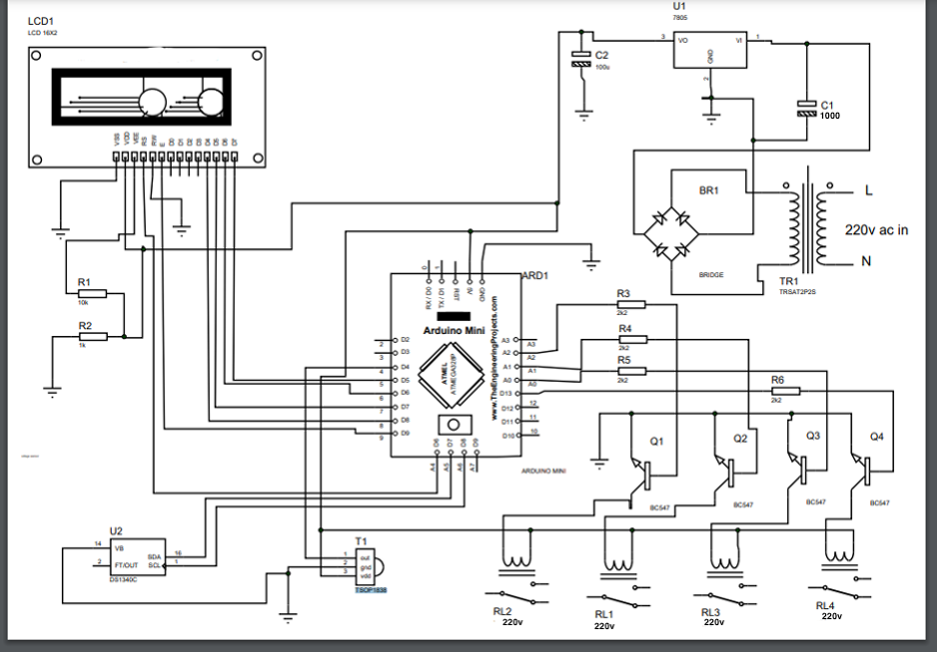 LCD1
LCD 16X2
VSS VDD VEE RS RW E D0 D1 D2 D3 D4 D5 D6 D7
U1
7805
3 VO VI 1
GND
2
C2
100u
C1
1000
BR1
BRIDGE
TR1
TRSAT2P2S
L
220v ac in
N
R1
10k
R2
1k
ARD1
0 1
RX / D0 TX / D1 RST 5V GND
Arduino Mini
ATMEL
ATMEGA328P
www.TheEngineeringProjects.com
2 D2
3 D3
4 D4
5 D5
6 D6
7 D7
8 D8
9 D9
A3 A3
A2 A2
A1 A1
A0 A0
D13
D12 12
D11 11
D10 10
D6 D7 D8 D9
A4 A5 A6 A7
ARDUINO MINI
R3
2k2
R4
2k2
R5
2k2
R6
2k2
Q1
BC547
Q2
BC547
Q3
BC547
Q4
BC547
U2
14 VB
2 FT/OUT
SDA 16
SCL 1
DS1340C
T1
1 out
2 gnd
3 vdd
TSOP1838
RL2
220v
RL1
220v
RL3
220v
RL4
220v